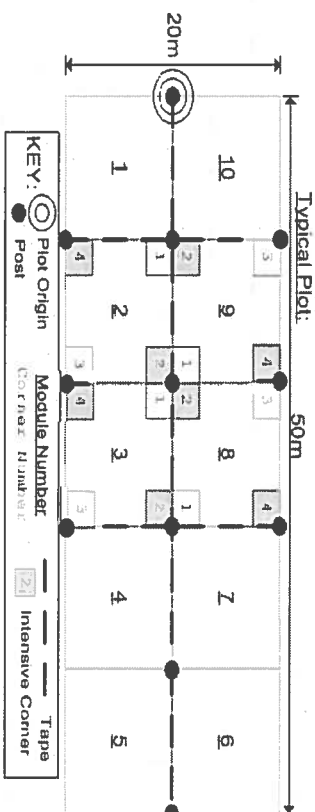 Typical Plot:
50m
20m
10 9 8 7 6
1 2 3 4 5
3 4 3 4
2 1 2 1
1 2 1 2
4 3 4 3
KEY: Plot Origin Module Number Tape
Post Corner Number 2 Intensive Corner